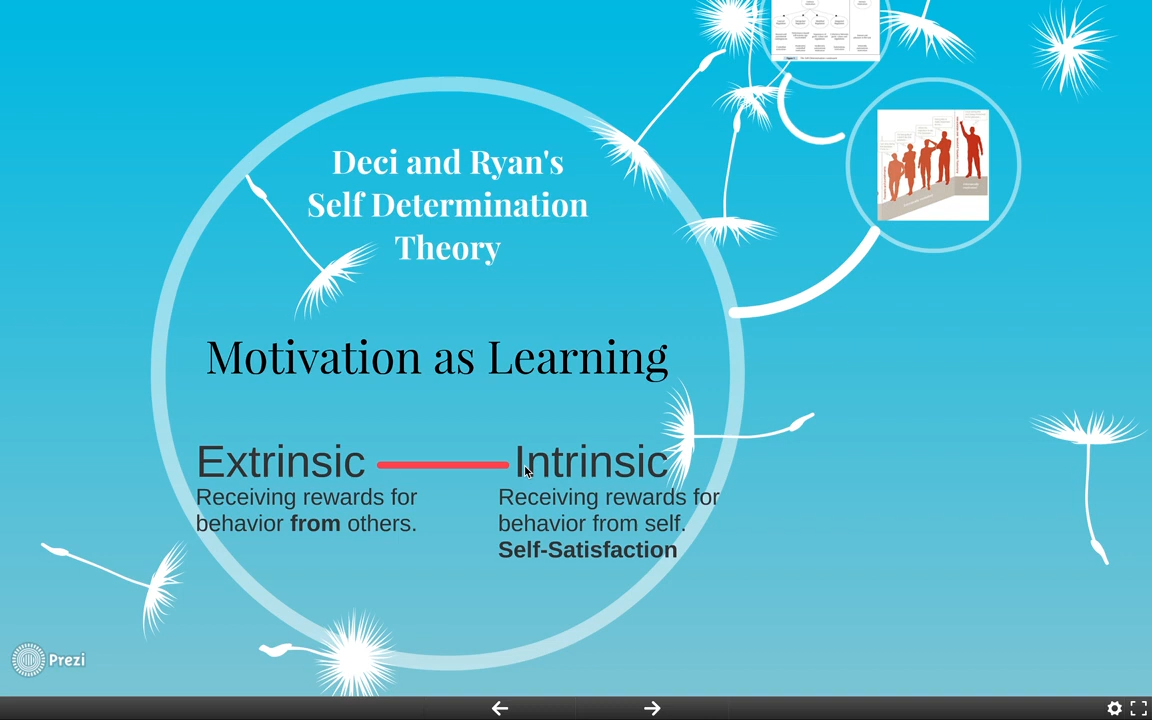 Deci and Ryan's
Self Determination
Theory
Motivation as Learning
Extrinsic
Receiving rewards for
behavior from others.
Intrinsic
Receiving rewards for
behavior from self.
Self-Satisfaction
Prezi